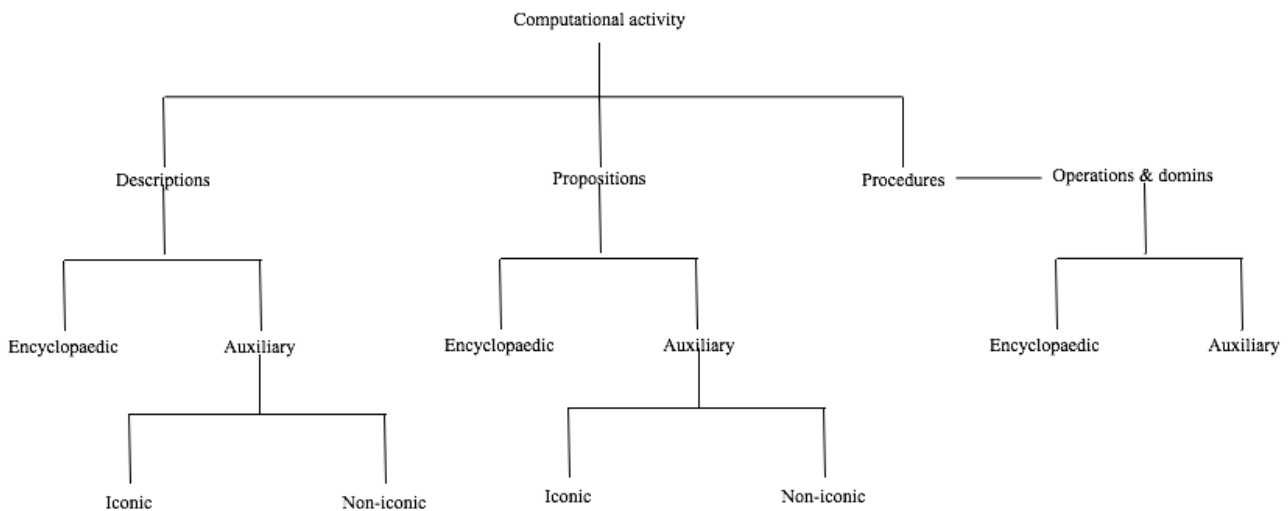 Computational activity
Descriptions
Propositions
Procedures
Operations & domins
Encyclopaedic
Auxiliary
Encyclopaedic
Auxiliary
Encyclopaedic
Auxiliary
Iconic
Non-iconic
Iconic
Non-iconic